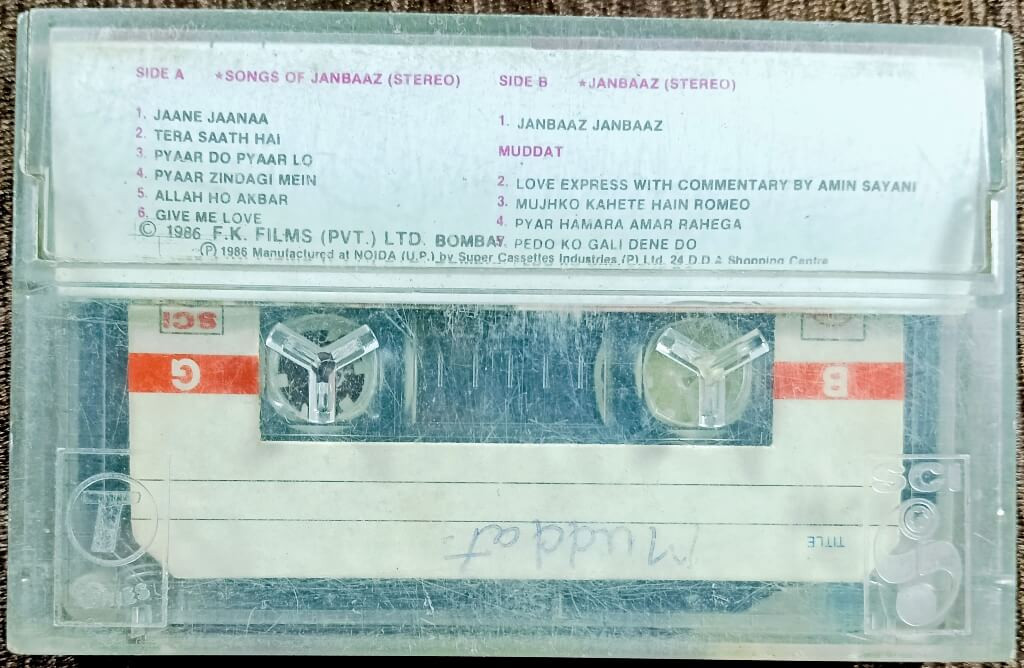 SIDE A *SONGS OF JANBAAZ (STEREO)
1. JAANE JAANAA
2. TERA SAATH HAI
3. PYAAR DO PYAAR LO
4. PYAAR ZINDAGI MEIN
5. ALLAH HO AKBAR
6. GIVE ME LOVE
SIDE B *JANBAAZ (STEREO)
1. JANBAAZ JANBAAZ
MUDDAT
2. LOVE EXPRESS WITH COMMENTARY BY AMIN SAYANI
3. MUJHKO KAHETE HAIN ROMEO
4. PYAR HAMARA AMAR RAHEGA
5. PEDO KO GALI DENE DO
© 1986 F.K. FILMS (PVT.) LTD. BOMBAY
℗ 1986 Manufactured at NOIDA (U.P.) by Super Cassettes Industries (P) Ltd. 24 D D A Shopping Centre
SCI
G
B
TITLE
Muddat
SCI
T